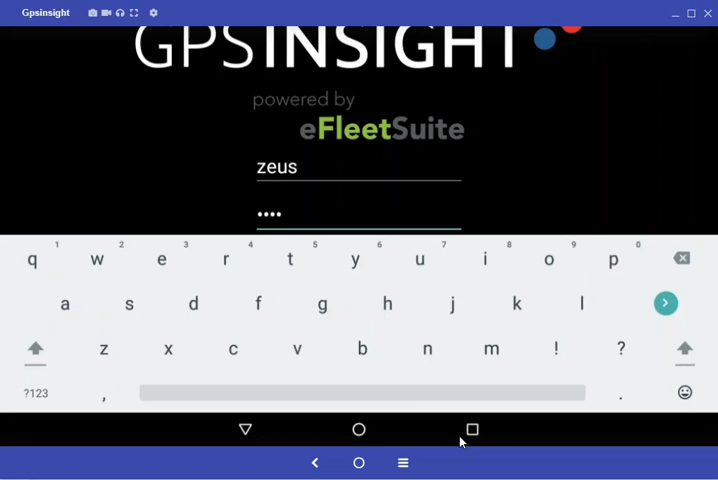 Gpsinsight
GPSINSIGHT
powered by
eFleetSuite
zeus
••••
1 2 3 4 5 6 7 8 9 0
q w e r t y u i o p
a s d f g h j k l
z x c v b n m ! ?
?123 , .